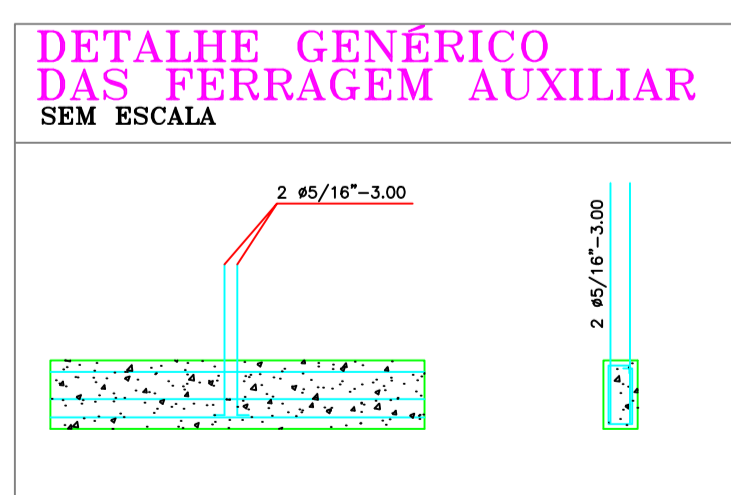 DETALHE GENÉRICO
DAS FERRAGEM AUXILIAR
SEM ESCALA
2 ø5/16"-3.00
2 ø5/16"-3.00